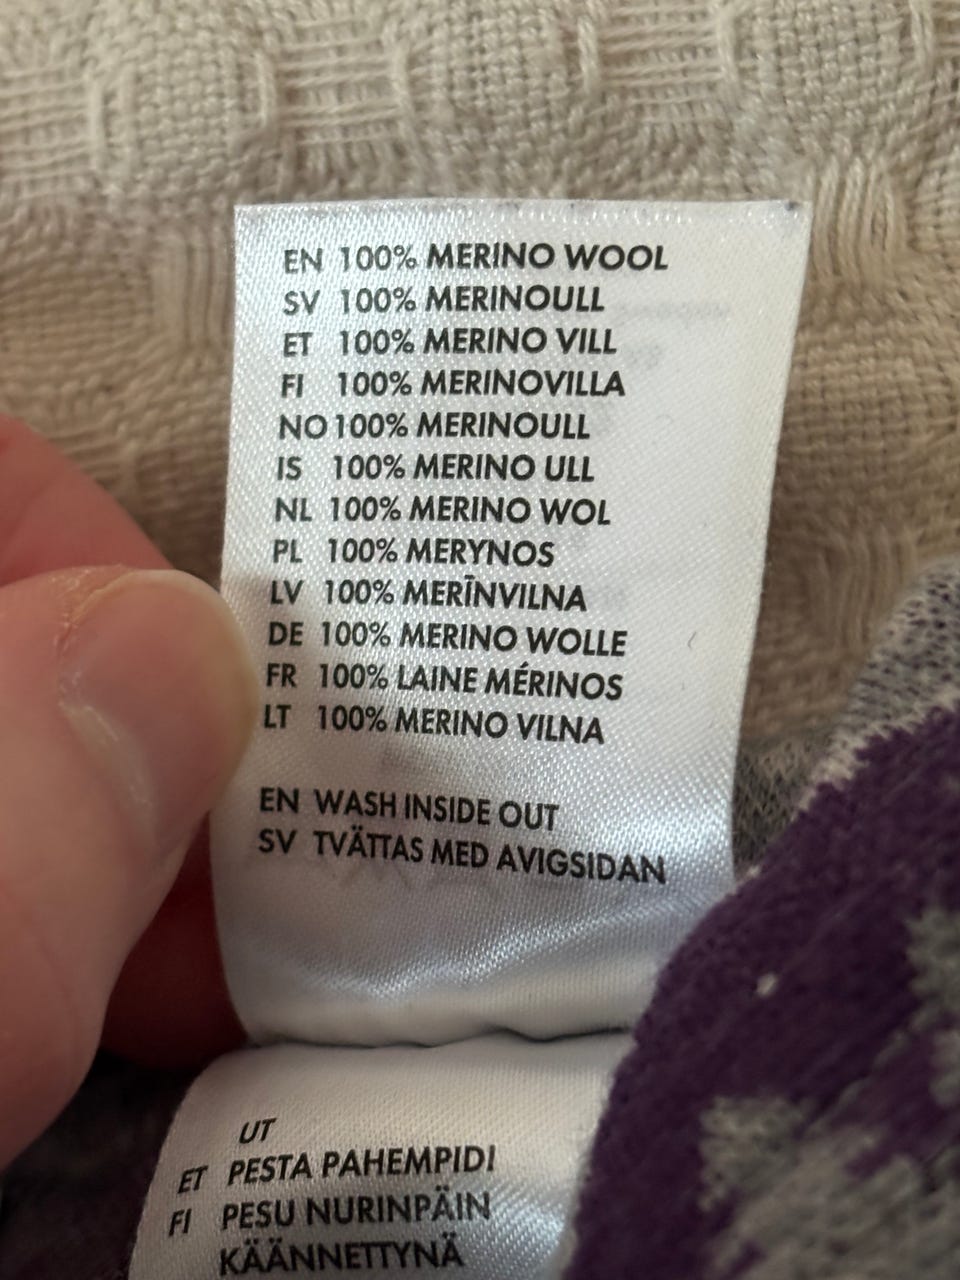 EN 100% MERINO WOOL
SV 100% MERINOULL
ET 100% MERINO VILL
FI 100% MERINOVILLA
NO 100% MERINOULL
IS 100% MERINO ULL
NL 100% MERINO WOL
PL 100% MERYNOS
LV 100% MERĪNVILNA
DE 100% MERINO WOLLE
FR 100% LAINE MÉRINOS
LT 100% MERINO VILNA
EN WASH INSIDE OUT
SV TVÄTTAS MED AVIGSIDAN
UT
ET PESTA PAHEMPIDI
FI PESU NURINPÄIN
KÄÄNNETTYNÄ